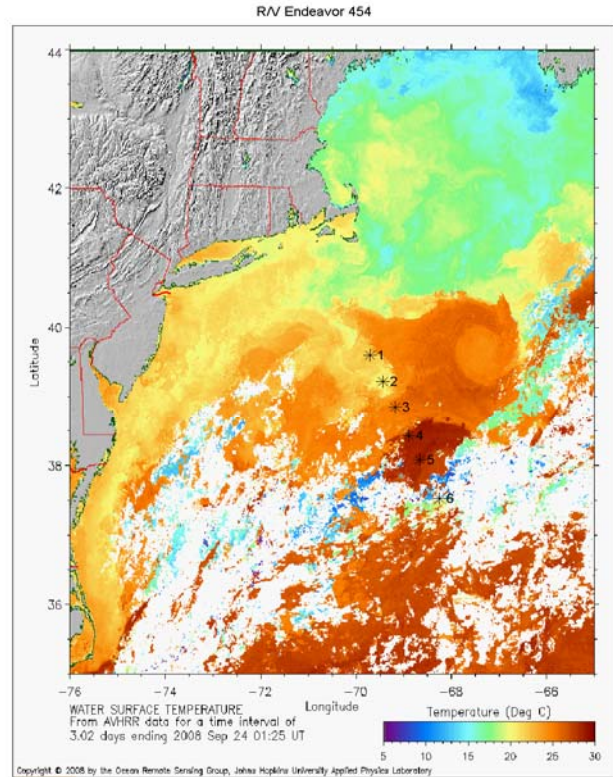 R/V Endeavor 454
44
42
40
38
36
Latitude
1
2
3
4
5
6
-76
-74
-72
-70
-68
-66
Longitude
WATER SURFACE TEMPERATURE
From AVHRR data for a time interval of
3.02 days ending 2008 Sep 24 01:25 UT
Temperature (Deg C)
5 10 15 20 25 30
Copyright © 2008 by the Ocean Remote Sensing Group, Johns Hopkins University Applied Physics Laboratory